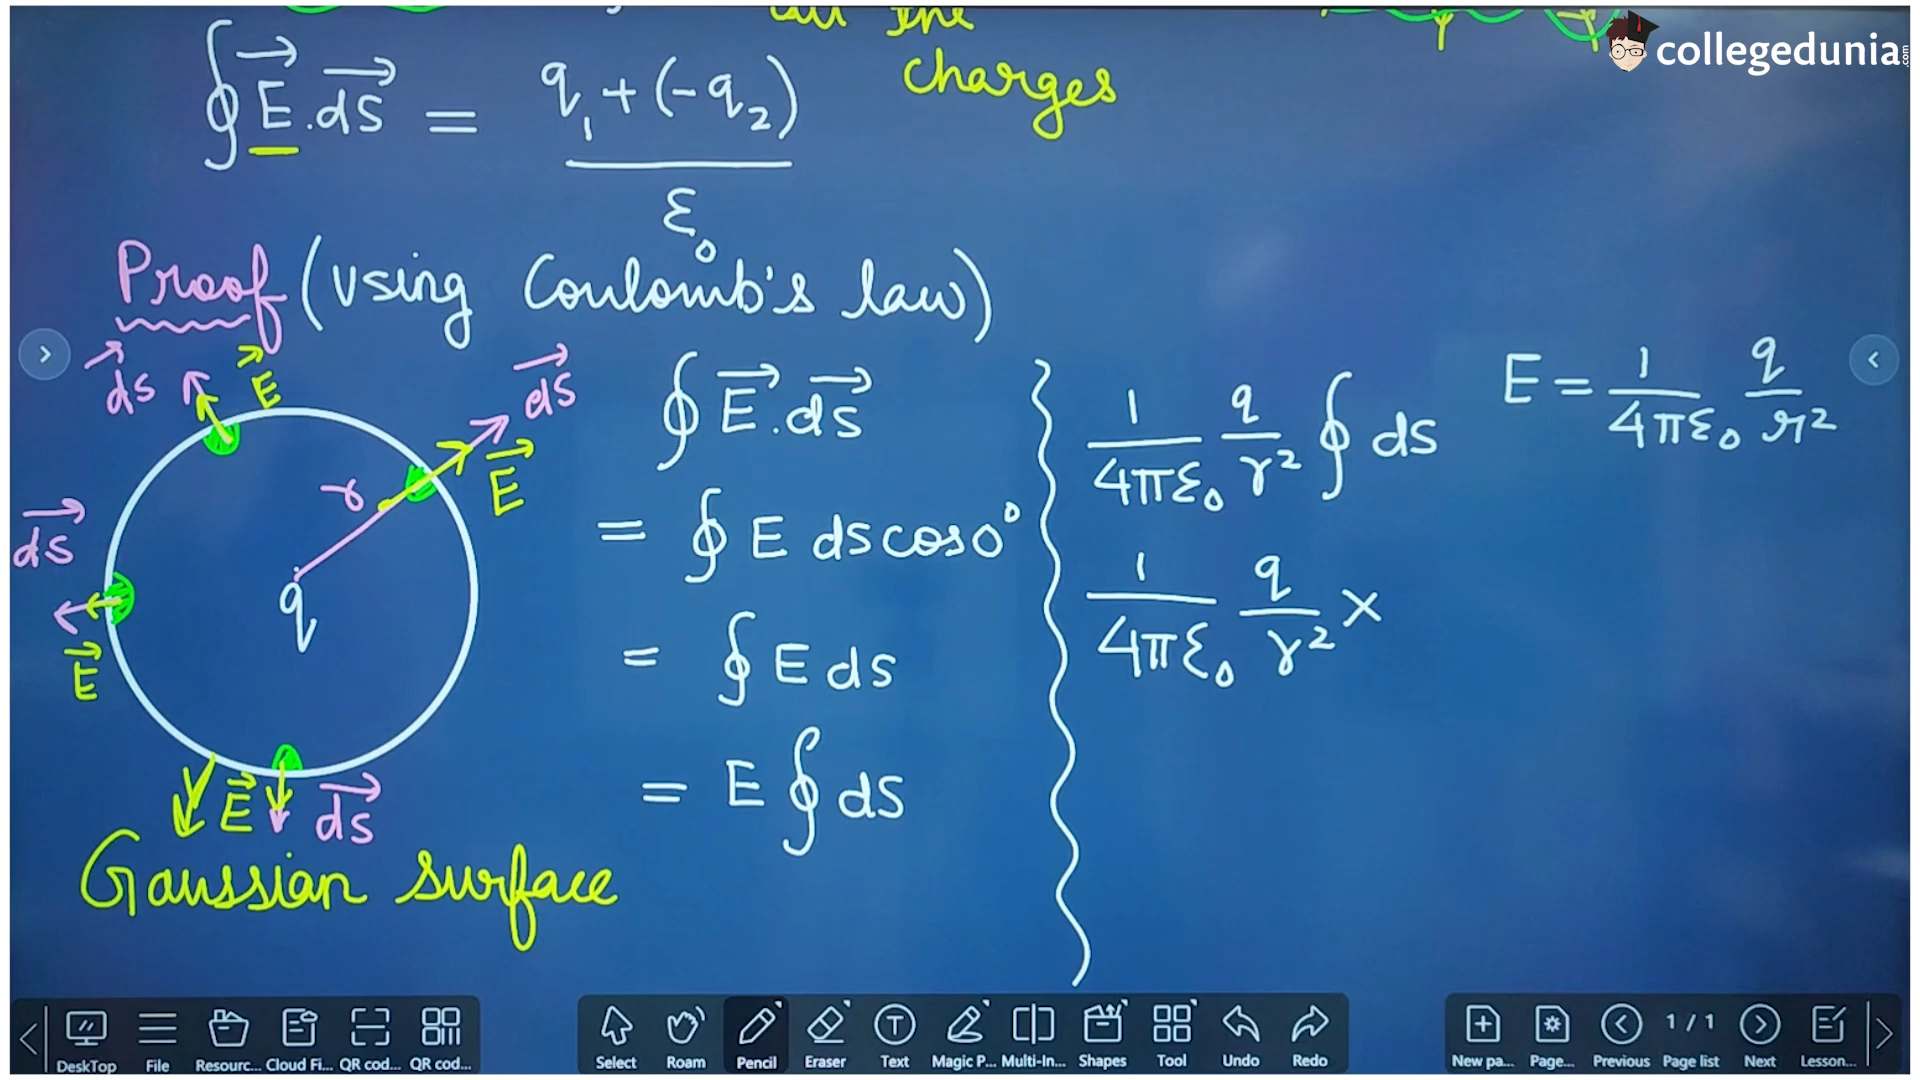 all the
charges
collegedunia
.com
∮E⃗.ds⃗ = q₁+(-q₂)/ε₀
Proof (using Coulomb's law)
ds⃗ E⃗ ds⃗
r E⃗
ds⃗
q
E⃗
E⃗ ds⃗
Gaussian surface
∮E⃗.ds⃗
= ∮E ds cos0°
= ∮E ds
= E∮ds
1/4πε₀ q/r² ∮ds
1/4πε₀ q/r² ×
E = 1/4πε₀ q/r²
DeskTop File Resourc... Cloud Fi... QR cod... QR cod...
Select Roam Pencil Eraser Text Magic P... Multi-In... Shapes Tool Undo Redo
1 / 1
New pa... Page... Previous Page list Next Lesson...